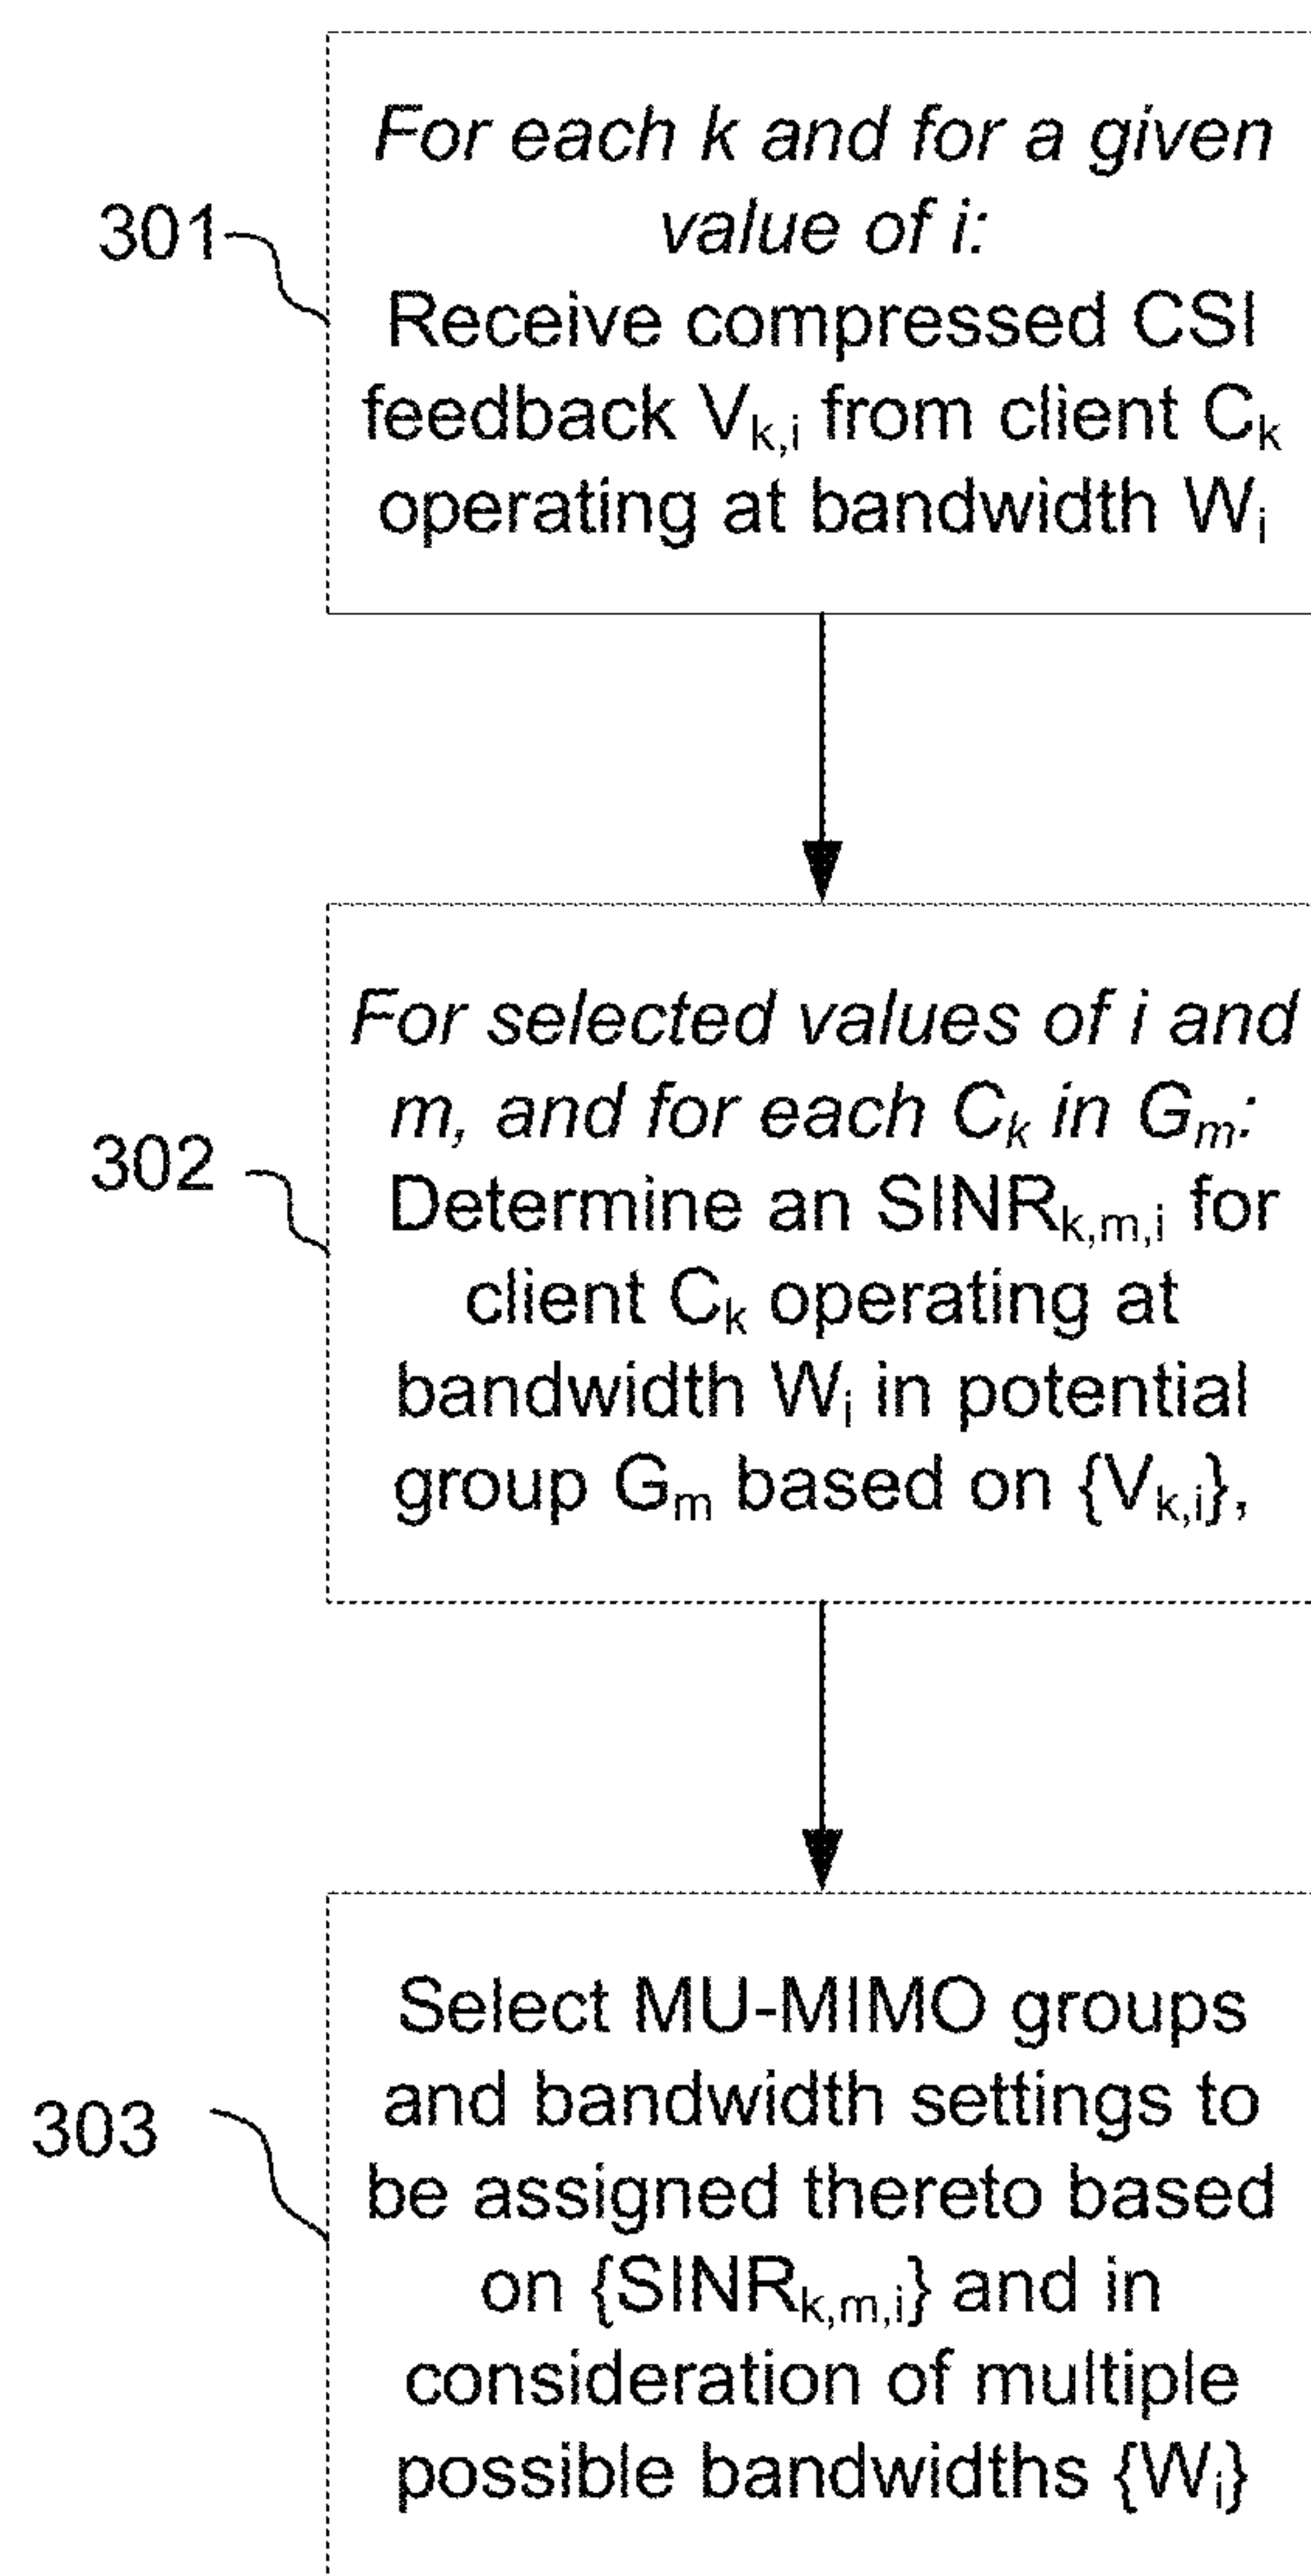 For each k and for a given
value of i:
301
Receive compressed CSI
feedback Vk,i from client Ck
operating at bandwidth Wi
For selected values of i and
m, and for each Ck in Gm:
302
Determine an SINRk,m,i for
client Ck operating at
bandwidth Wi in potential
group Gm based on {Vk,i},
Select MU-MIMO groups
and bandwidth settings to
303
be assigned thereto based
on {SINRk,m,i} and in
consideration of multiple
possible bandwidths {Wi}